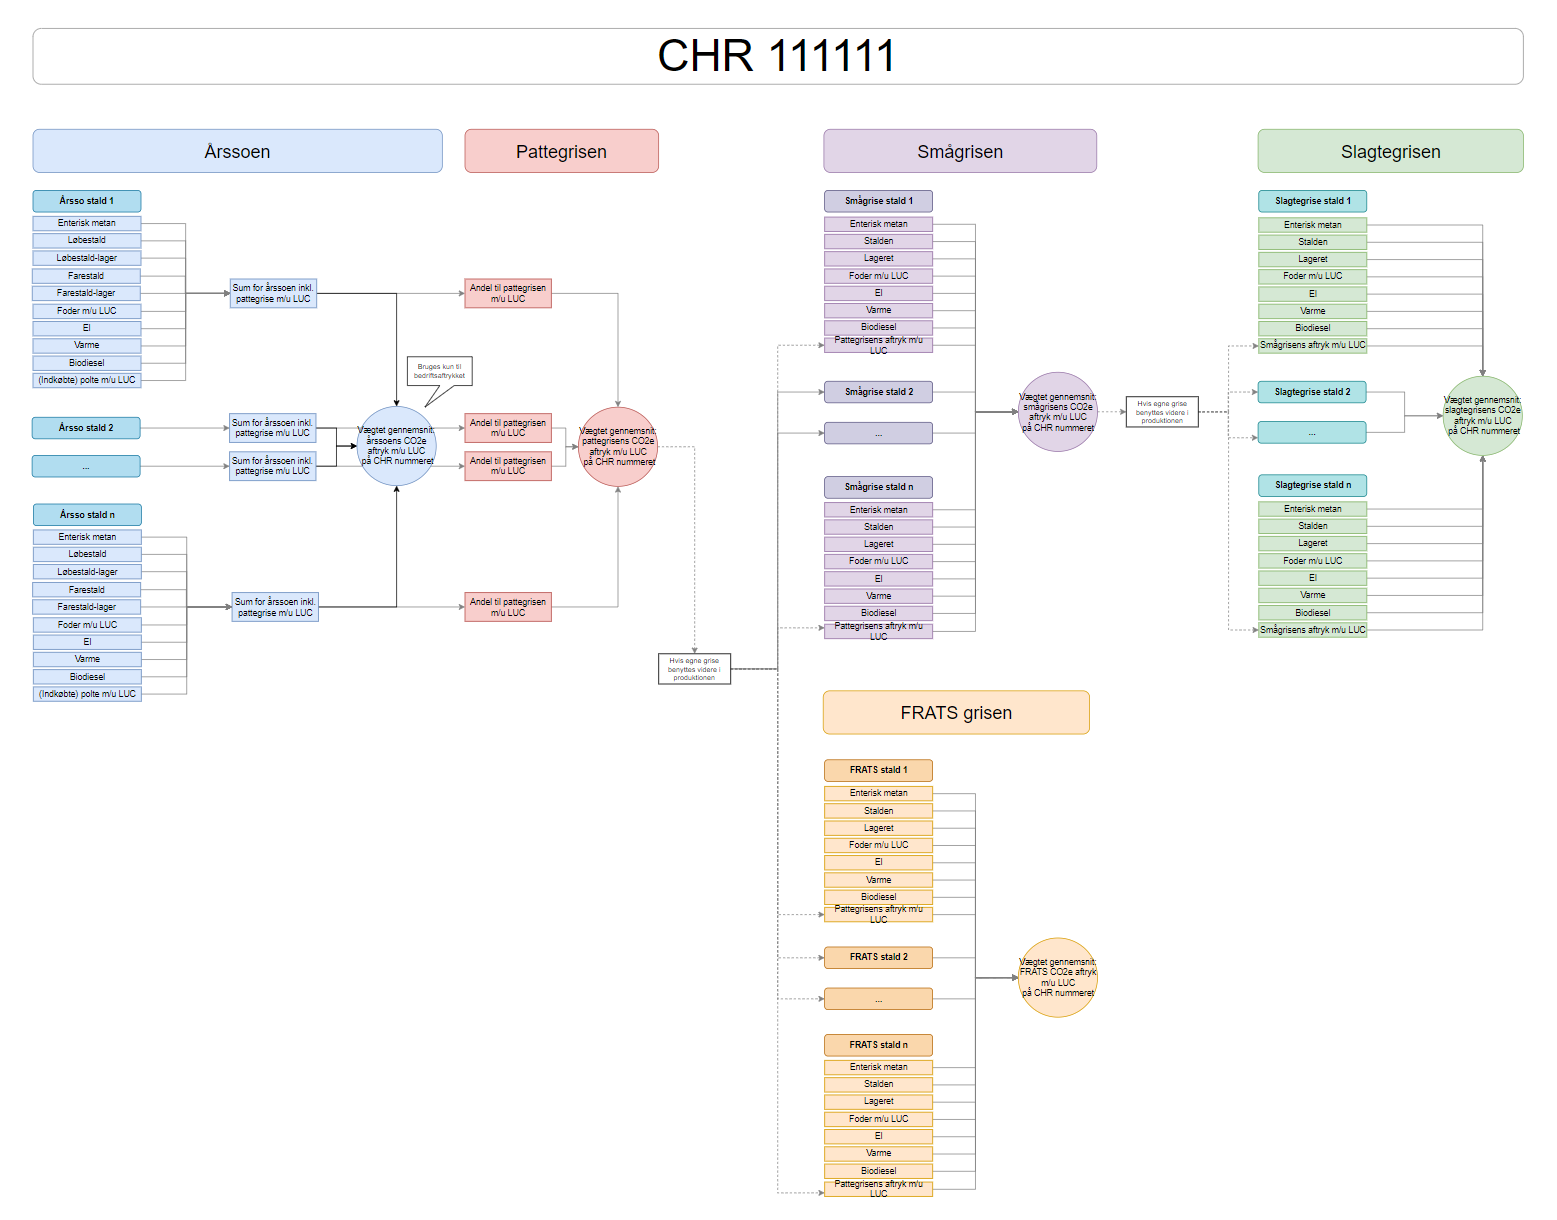 CHR 111111
Årssoen
Årsso stald 1
Enterisk metan
Løbestald
Løbestald-lager
Farestald
Farestald-lager
Foder m/u LUC
El
Varme
Biodiesel
(Indkøbte) polte m/u LUC
Årsso stald 2
...
Årsso stald n
Enterisk metan
Løbestald
Løbestald-lager
Farestald
Farestald-lager
Foder m/u LUC
El
Varme
Biodiesel
(Indkøbte) polte m/u LUC
Sum for årssoen inkl.
pattegrise m/u LUC
Sum for årssoen inkl.
pattegrise m/u LUC
Sum for årssoen inkl.
pattegrise m/u LUC
Sum for årssoen inkl.
pattegrise m/u LUC
Bruges kun til
bedriftsaftrykket
Vægtet gennemsnit:
årssoens CO2e
aftryk m/u LUC
på CHR nummeret
Pattegrisen
Andel til pattegrisen
m/u LUC
Andel til pattegrisen
m/u LUC
Andel til pattegrisen
m/u LUC
Andel til pattegrisen
m/u LUC
Vægtet gennemsnit:
pattegrisens CO2e
aftryk m/u LUC
på CHR nummeret
Hvis egne grise
benyttes videre i
produktionen
Smågrisen
Smågrise stald 1
Enterisk metan
Stalden
Lageret
Foder m/u LUC
El
Varme
Biodiesel
Pattegrisens aftryk m/u
LUC
Smågrise stald 2
...
Smågrise stald n
Enterisk metan
Stalden
Lageret
Foder m/u LUC
El
Varme
Biodiesel
Pattegrisens aftryk m/u
LUC
Vægtet gennemsnit:
smågrisens CO2e
aftryk m/u LUC
på CHR nummeret
Hvis egne grise
benyttes videre i
produktionen
Slagtegrisen
Slagtegrise stald 1
Enterisk metan
Stalden
Lageret
Foder m/u LUC
El
Varme
Biodiesel
Smågrisens aftryk m/u LUC
Slagtegrise stald 2
...
Slagtegrise stald n
Enterisk metan
Stalden
Lageret
Foder m/u LUC
El
Varme
Biodiesel
Smågrisens aftryk m/u LUC
Vægtet gennemsnit:
slagtegrisens CO2e
aftryk m/u LUC
på CHR nummeret
FRATS grisen
FRATS stald 1
Enterisk metan
Stalden
Lageret
Foder m/u LUC
El
Varme
Biodiesel
Pattegrisens aftryk m/u
LUC
FRATS stald 2
...
FRATS stald n
Enterisk metan
Stalden
Lageret
Foder m/u LUC
El
Varme
Biodiesel
Pattegrisens aftryk m/u
LUC
Vægtet gennemsnit:
FRATS CO2e aftryk
m/u LUC
på CHR nummeret